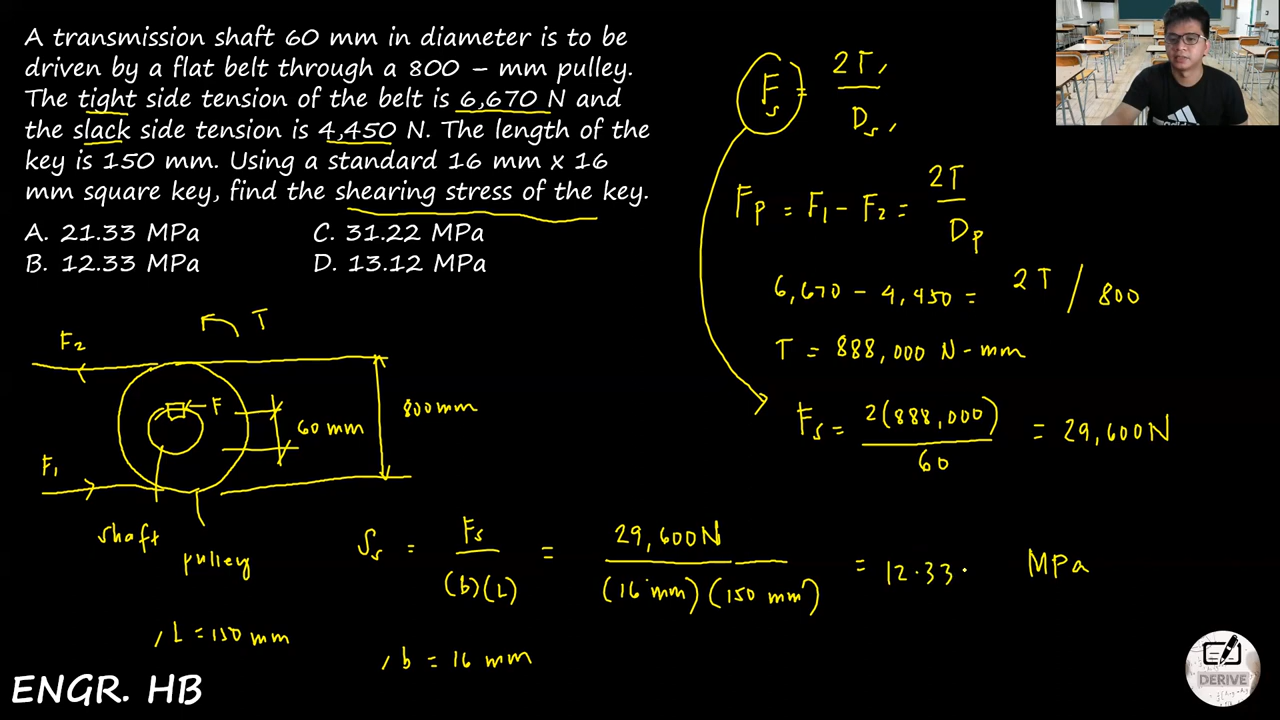 A transmission shaft 60 mm in diameter is to be
driven by a flat belt through a 800 – mm pulley.
The tight side tension of the belt is 6,670 N and
the slack side tension is 4,450 N. The length of the
key is 150 mm. Using a standard 16 mm x 16
mm square key, find the shearing stress of the key.
A. 21.33 MPa
C. 31.22 MPa
B. 12.33 MPa
D. 13.12 MPa
F2
T
F
800 mm
60 mm
F1
shaft
pulley
Fs = 2T / Ds
Fp = F1 - F2 = 2T / Dp
6,670 - 4,450 = 2T / 800
T = 888,000 N-mm
Fs = 2(888,000) / 60 = 29,600 N
Ss = Fs / (b)(L) = 29,600 N / (16 mm)(150 mm) = 12.33 MPa
L = 150 mm
b = 16 mm
ENGR. HB
DERIVE